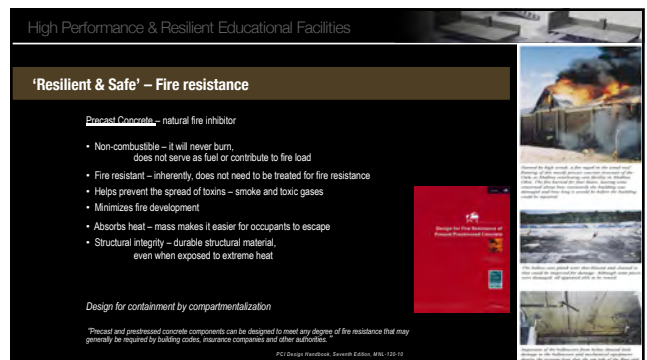 High Performance & Resilient Educational Facilities
‘Resilient & Safe’ – Fire resistance
Precast Concrete – natural fire inhibitor
• Non-combustible – it will never burn,
does not serve as fuel or contribute to fire load
• Fire resistant – inherently, does not need to be treated for fire resistance
• Helps prevent the spread of toxins – smoke and toxic gases
• Minimizes fire development
• Absorbs heat – mass makes it easier for occupants to escape
• Structural integrity – durable structural material,
even when exposed to extreme heat
Design for containment by compartmentalization
"Precast and prestressed concrete components can be designed to meet any degree of fire resistance that may
generally be required by building codes, insurance companies and other authorities. "
PCI Design Handbook, Seventh Edition, MNL-120-10
Design for Fire Resistance of
Precast Prestressed Concrete